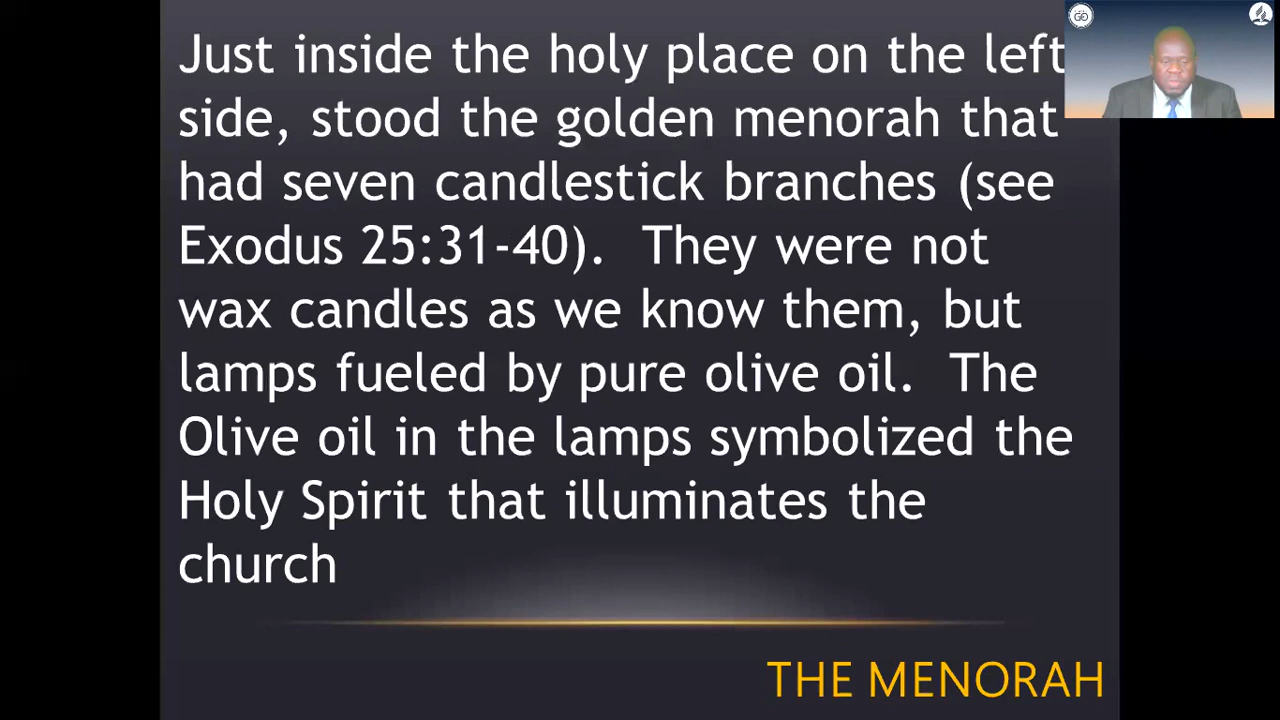 Just inside the holy place on the left
side, stood the golden menorah that
had seven candlestick branches (see
Exodus 25:31-40).  They were not
wax candles as we know them, but
lamps fueled by pure olive oil.  The
Olive oil in the lamps symbolized the
Holy Spirit that illuminates the
church
THE MENORAH